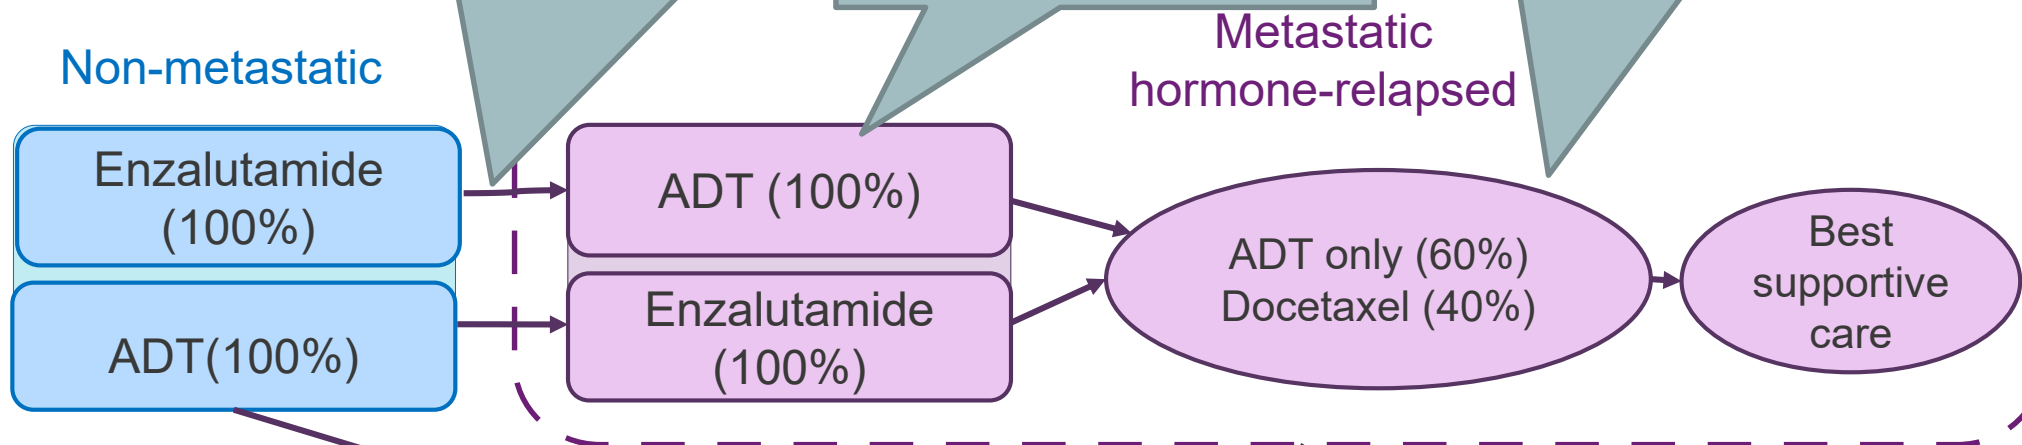 Non-metastatic
Metastatic
hormone-relapsed
Enzalutamide
(100%)
ADT (100%)
ADT(100%)
Enzalutamide
(100%)
ADT only (60%)
Docetaxel (40%)
Best
supportive
care